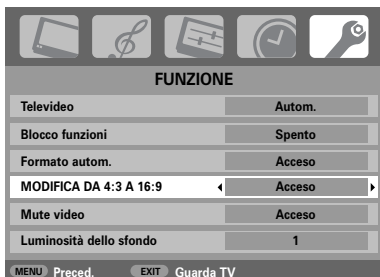 FUNZIONE
Televideo Autom.
Blocco funzioni Spento
Formato autom. Acceso
MODIFICA DA 4:3 A 16:9 Acceso
Mute video Acceso
Luminosità dello sfondo 1
MENU Preced. EXIT Guarda TV